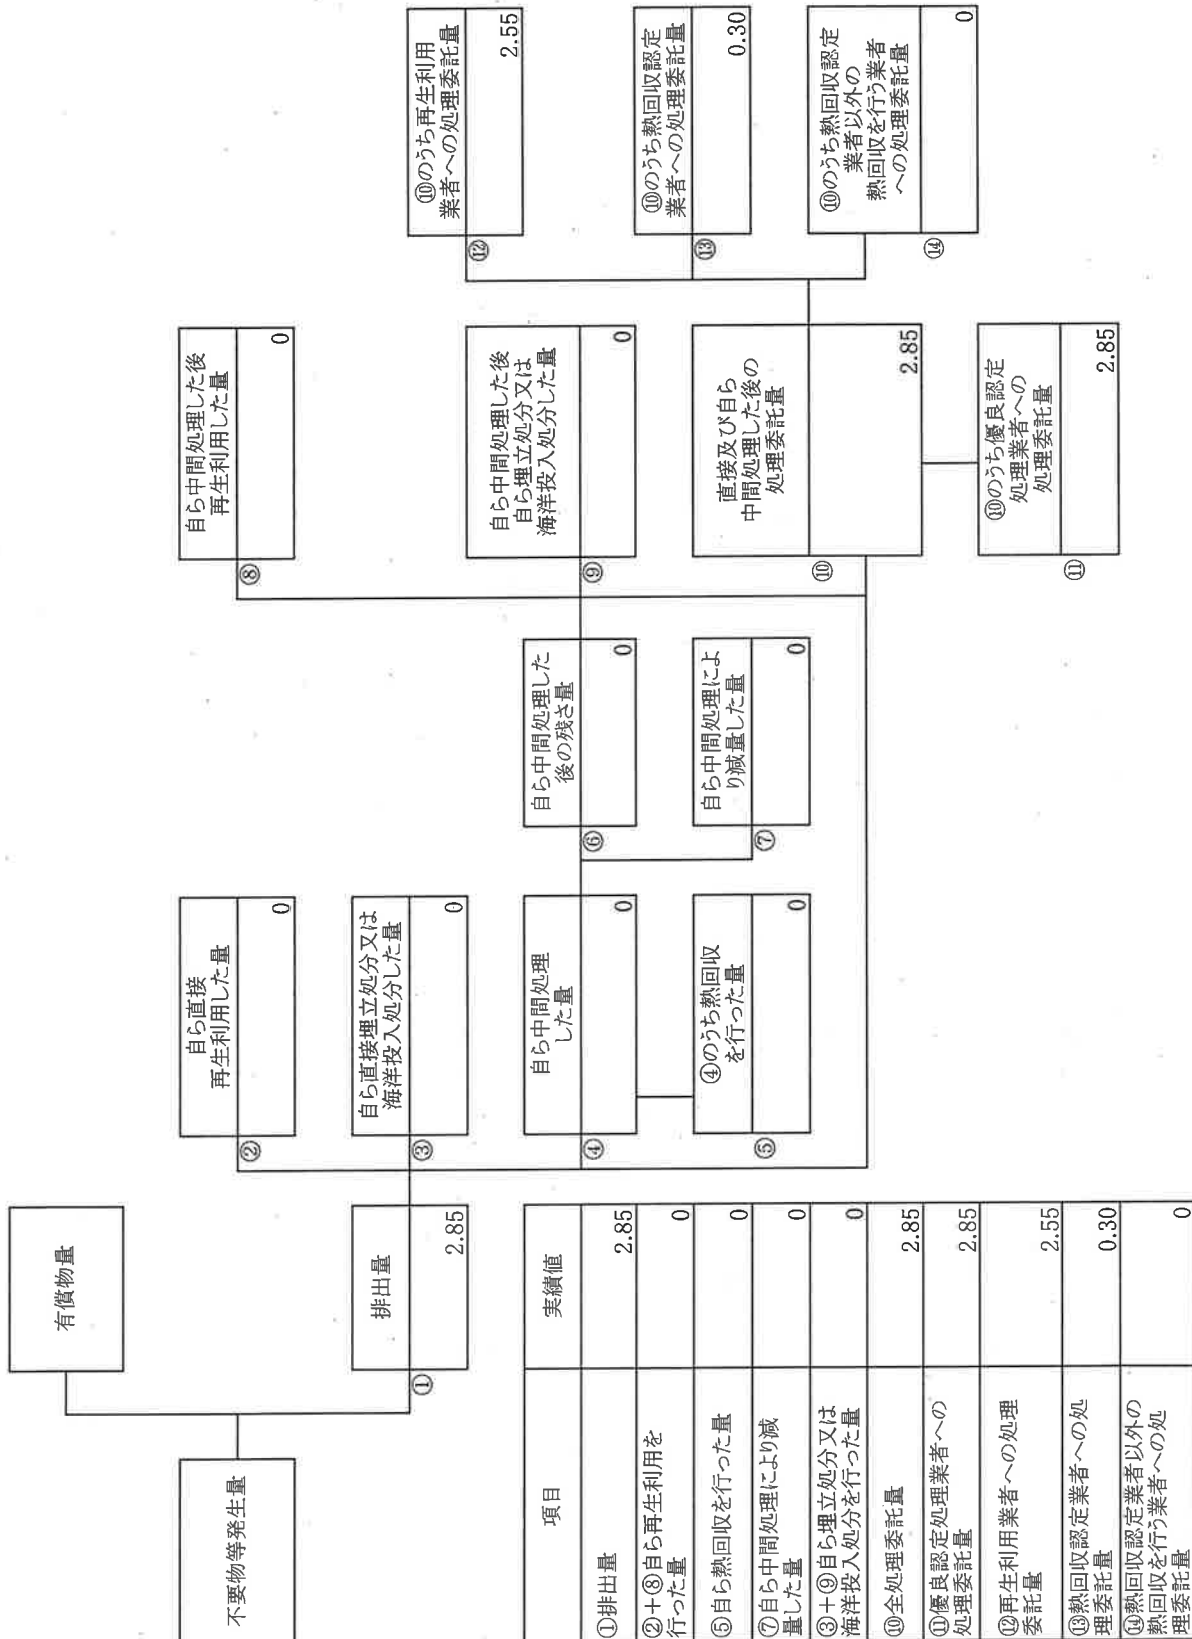 不要物等発生量
有償物量
排出量
①
2.85
自ら直接
再生利用した量
②
0
自ら直接埋立処分又は
海洋投入処分した量
③
0
自ら中間処理
した量
④
0
④のうち熱回収
を行った量
⑤
0
自ら中間処理した
後の残さ量
⑥
0
自ら中間処理によ
り減量した量
⑦
0
自ら中間処理した後
再生利用した量
⑧
0
自ら中間処理した後
自ら埋立処分又は
海洋投入処分した量
⑨
0
直接及び自ら
中間処理した後の
処理委託量
⑩
2.85
⑩のうち優良認定
処理業者への
処理委託量
⑪
2.85
⑩のうち再生利用
業者への処理委託量
⑫
2.55
⑩のうち熱回収認定
業者への処理委託量
⑬
0.30
⑩のうち熱回収認定
業者以外の
熱回収を行う業者
への処理委託量
⑭
0
項目
実績値
①排出量
2.85
②+⑧自ら再生利用を
行った量
0
⑤自ら熱回収を行った量
0
⑦自ら中間処理により減
量した量
0
③+⑨自ら埋立処分又は
海洋投入処分を行った量
0
⑩全処理委託量
2.85
⑪優良認定処理業者への
処理委託量
2.85
⑫再生利用業者への処理
委託量
2.55
⑬熱回収認定業者への処
理委託量
0.30
⑭熱回収認定業者以外の
熱回収を行う業者への処
理委託量
0